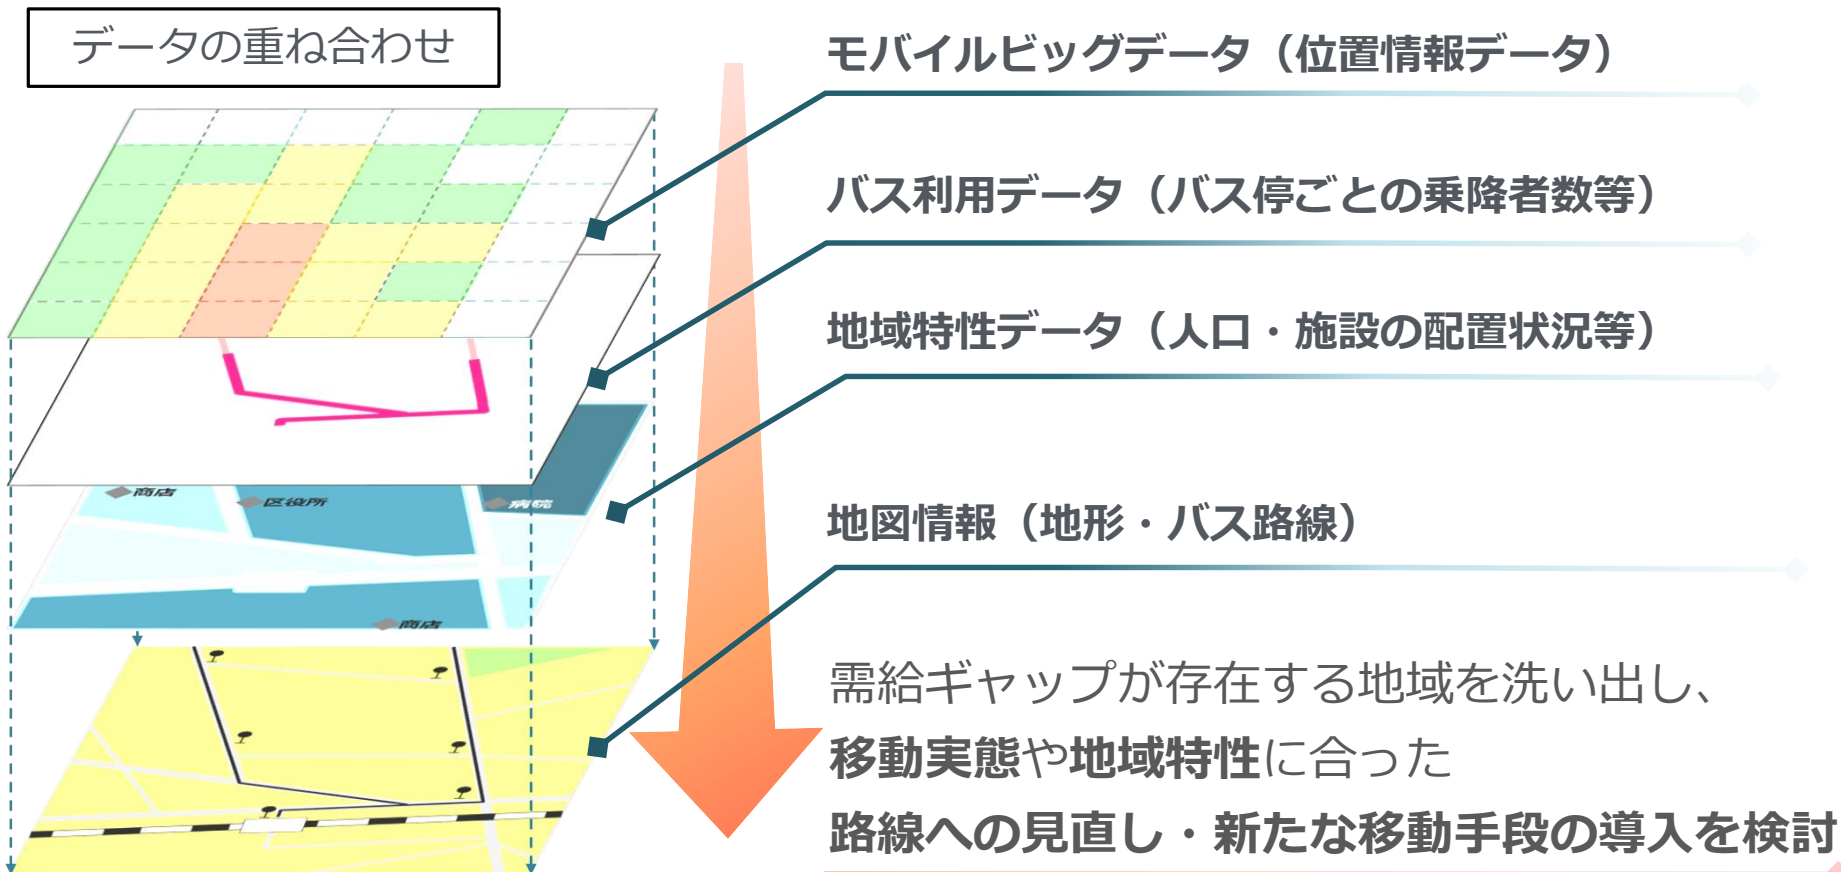 データの重ね合わせ
モバイルビッグデータ（位置情報データ）
バス利用データ（バス停ごとの乗降者数等）
地域特性データ（人口・施設の配置状況等）
商店
区役所
病院
地図情報（地形・バス路線）
商店
需給ギャップが存在する地域を洗い出し、
移動実態や地域特性に合った
路線への見直し・新たな移動手段の導入を検討